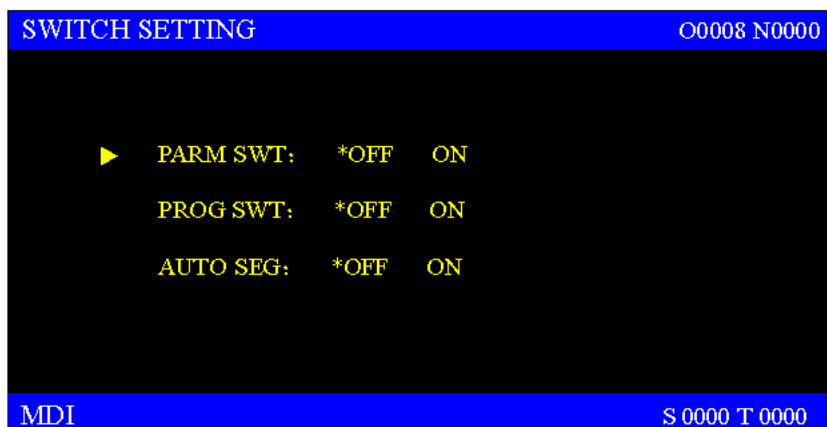 SWITCH SETTING O0008 N0000
PARM SWT: *OFF ON
PROG SWT: *OFF ON
AUTO SEG: *OFF ON
MDI S 0000 T 0000